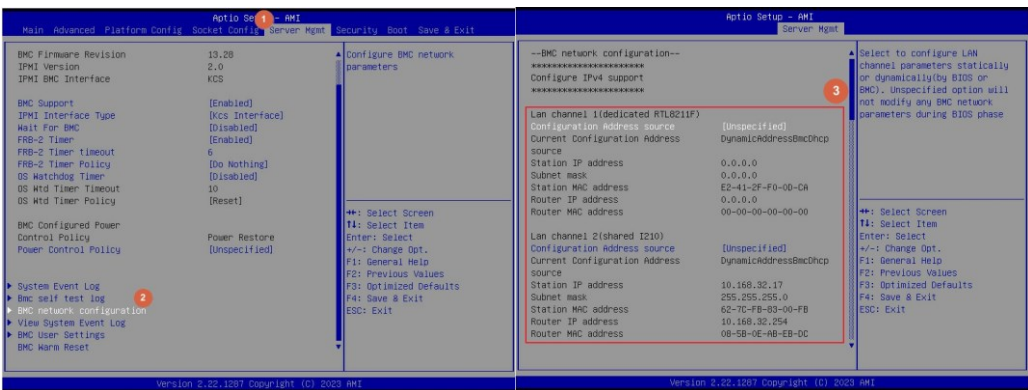 Aptio Setup - AMI
Main Advanced Platform Config Socket Config Server Mgmt Security Boot Save & Exit
1
BMC Firmware Revision 13.28
IPMI Version 2.0
IPMI BMC Interface KCS
BMC Support [Enabled]
IPMI Interface Type [Kcs Interface]
Wait For BMC [Disabled]
FRB-2 Timer [Enabled]
FRB-2 Timer timeout 6
FRB-2 Timer Policy [Do Nothing]
OS Watchdog Timer [Disabled]
OS Wtd Timer Timeout 10
OS Wtd Timer Policy [Reset]
BMC Configured Power
Control Policy Power Restore
Power Control Policy [Unspecified]
System Event Log
Bmc self test log
2
BMC network configuration
View System Event Log
BMC User Settings
BMC Warm Reset
Configure BMC network
parameters
: Select Screen
: Select Item
Enter: Select
+/-: Change Opt.
F1: General Help
F2: Previous Values
F3: Optimized Defaults
F4: Save & Exit
ESC: Exit
Version 2.22.1287 Copyright (C) 2023 AMI
Aptio Setup - AMI
Server Mgmt
--BMC network configuration--
***********************
Configure IPv4 support
***********************
3
Lan channel 1(dedicated RTL8211F)
Configuration Address source [Unspecified]
Current Configuration Address DynamicAddressBmcDhcp
source
Station IP address 0.0.0.0
Subnet mask 0.0.0.0
Station MAC address E2-41-2F-F0-0D-CA
Router IP address 0.0.0.0
Router MAC address 00-00-00-00-00-00
Lan channel 2(shared I210)
Configuration Address source [Unspecified]
Current Configuration Address DynamicAddressBmcDhcp
source
Station IP address 10.168.32.17
Subnet mask 255.255.255.0
Station MAC address 62-7C-FB-B3-00-FB
Router IP address 10.168.32.254
Router MAC address 08-5B-0E-AB-EB-DC
Select to configure LAN
channel parameters statically
or dynamically(by BIOS or
BMC). Unspecified option will
not modify any BMC network
parameters during BIOS phase
: Select Screen
: Select Item
Enter: Select
+/-: Change Opt.
F1: General Help
F2: Previous Values
F3: Optimized Defaults
F4: Save & Exit
ESC: Exit
Version 2.22.1287 Copyright (C) 2023 AMI